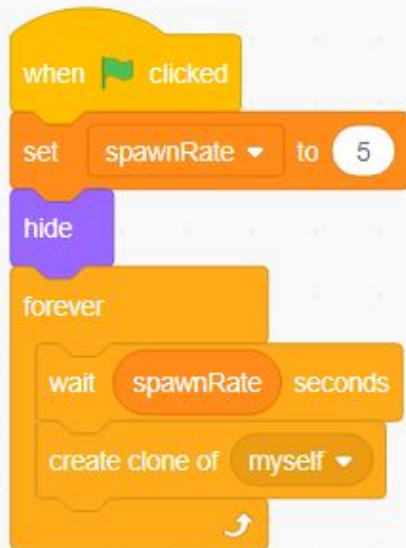 when clicked
set spawnRate to 5
hide
forever
wait spawnRate seconds
create clone of myself